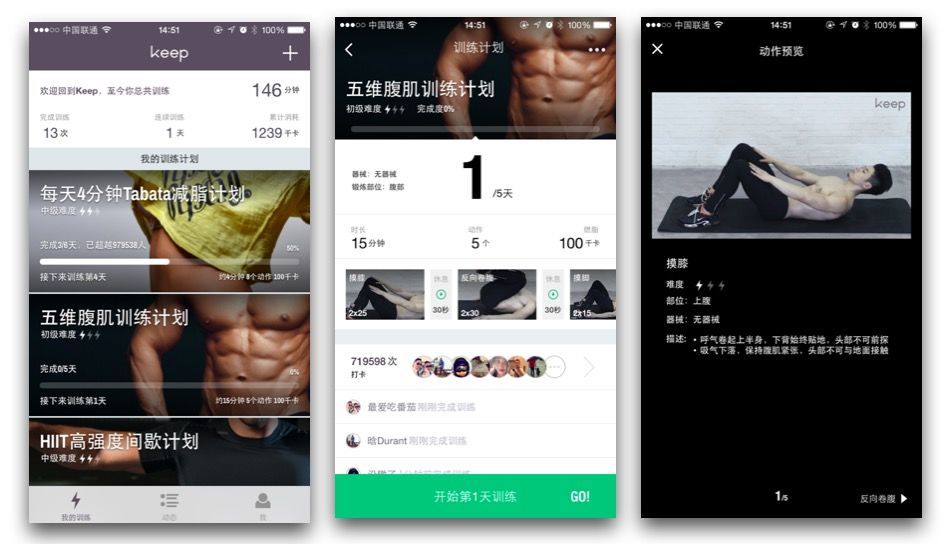 中国联通
14:51
100%
keep
欢迎回到Keep，至今你总共训练
146 分钟
完成训练
连续训练
累计消耗
13 次
1 天
1239 千卡
我的训练计划
每天4分钟Tabata减脂计划
中级难度
完成3/6天，已超越979538人
50%
接下来训练第4天
约4分钟 8个动作 100千卡
五维腹肌训练计划
初级难度
完成0/5天
0%
接下来训练第1天
约15分钟 5个动作 100千卡
HIIT高强度间歇计划
中级难度
我的训练
动态
我
中国联通
14:51
100%
训练计划
五维腹肌训练计划
初级难度
完成度0%
器械：无器械
锻炼部位：腹部
1/5天
时长
动作
燃脂
15分钟
5个
100千卡
摸膝
休息
反向卷腹
休息
摸脚
2x25
30秒
2x30
30秒
2x15
719598 次
打卡
最爱吃番茄 刚刚完成训练
晗Durant 刚刚完成训练
开始第1天训练
GO!
中国联通
14:51
100%
动作预览
keep
摸膝
难度
部位：上腹
器械：无器械
描述：• 呼气卷起上半身，下背始终贴地，头部不可前探
• 吸气下落，保持腹肌紧张，头部不可与地面接触
1/5
反向卷腹